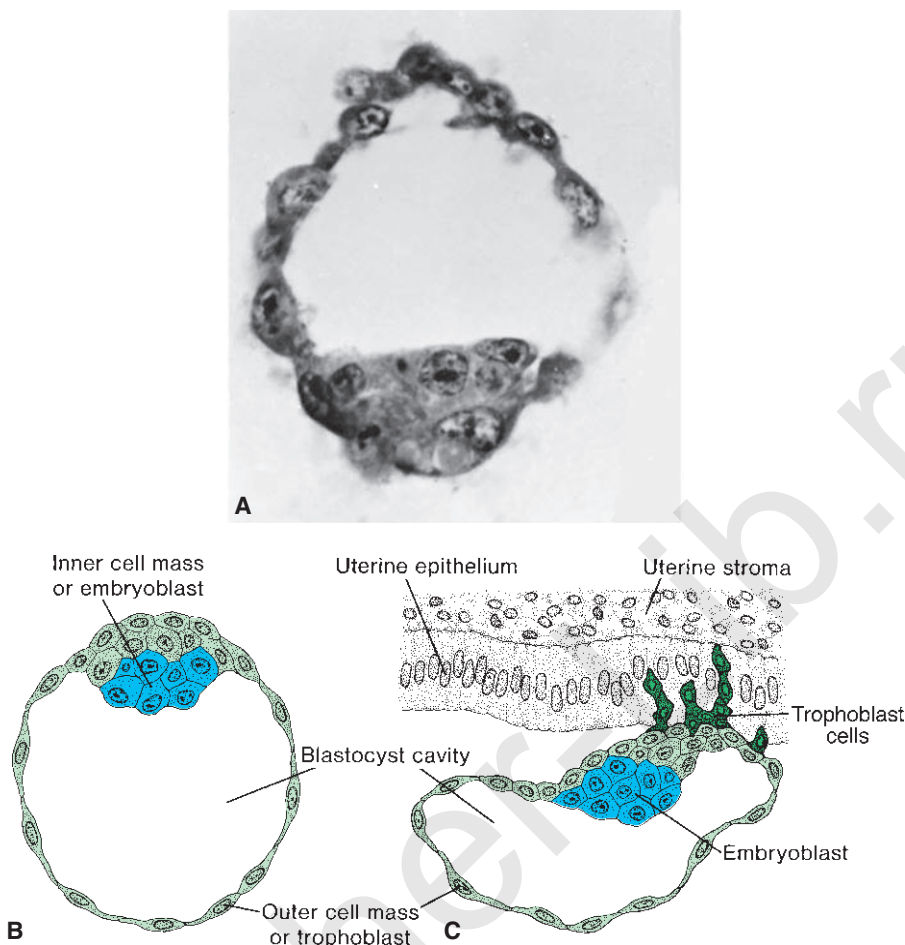 A
Inner cell mass
or embryoblast
Uterine epithelium
Uterine stroma
Trophoblast
cells
Blastocyst cavity
Embryoblast
B
Outer cell mass
or trophoblast
C